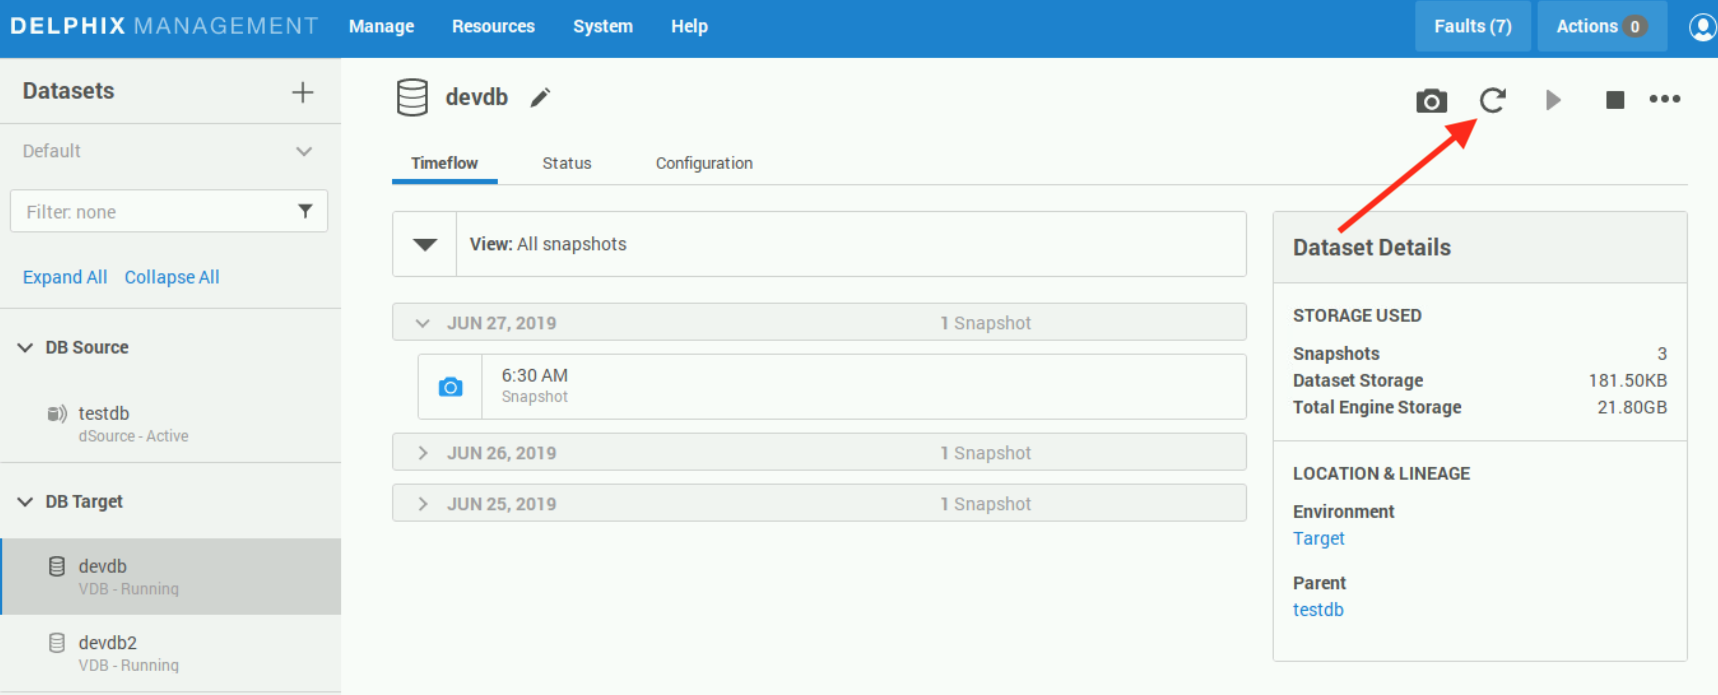 DELPHIX MANAGEMENT Manage Resources System Help Faults (7) Actions 0
Datasets
Default
Filter: none
Expand All Collapse All
DB Source
testdb
dSource - Active
DB Target
devdb
VDB - Running
devdb2
VDB - Running
devdb
Timeflow Status Configuration
View: All snapshots
JUN 27, 2019 1 Snapshot
6:30 AM
Snapshot
JUN 26, 2019 1 Snapshot
JUN 25, 2019 1 Snapshot
Dataset Details
STORAGE USED
Snapshots 3
Dataset Storage 181.50KB
Total Engine Storage 21.80GB
LOCATION & LINEAGE
Environment
Target
Parent
testdb